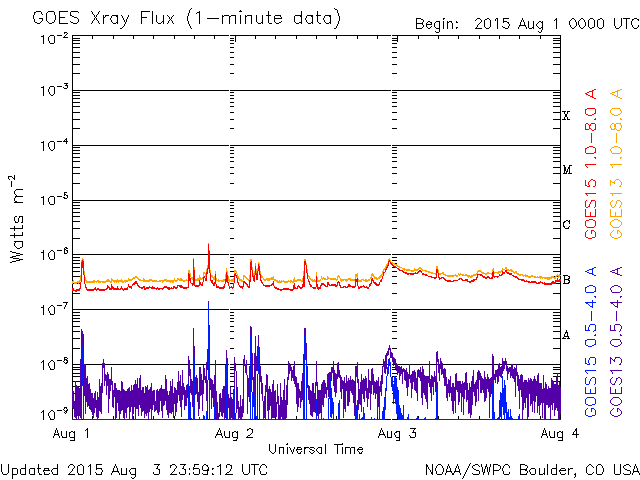 GOES Xray Flux (1-minute data)
Begin: 2015 Aug 1 0000 UTC
10⁻²
10⁻³
10⁻⁴
10⁻⁵
10⁻⁶
10⁻⁷
10⁻⁸
10⁻⁹
Watts m⁻²
X
M
C
B
A
GOES15 1.0-8.0 A
GOES13 1.0-8.0 A
GOES15 0.5-4.0 A
GOES13 0.5-4.0 A
Aug 1
Aug 2
Aug 3
Aug 4
Universal Time
Updated 2015 Aug 3 23:59:12 UTC
NOAA/SWPC Boulder, CO USA